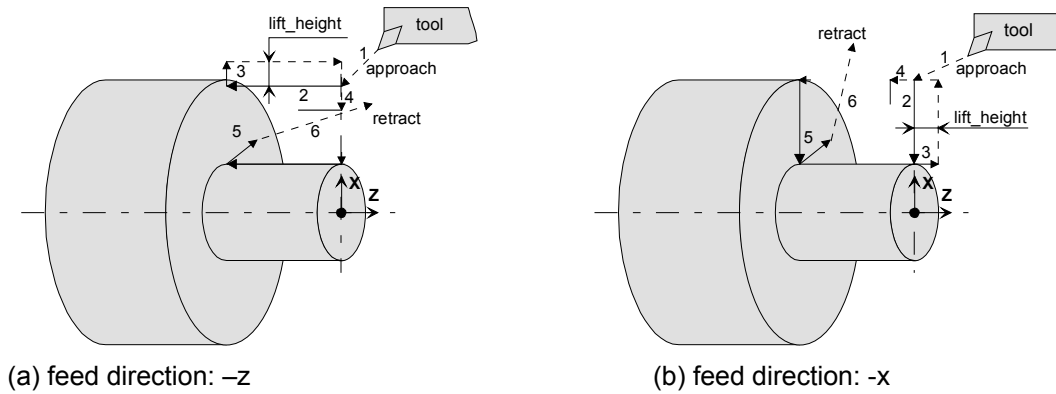 lift_height
tool
1
approach
3
2
4
retract
5
6
X
Z
(a) feed direction: –z
tool
retract
1
4
approach
2
6
lift_height
5
3
X
Z
(b) feed direction: -x